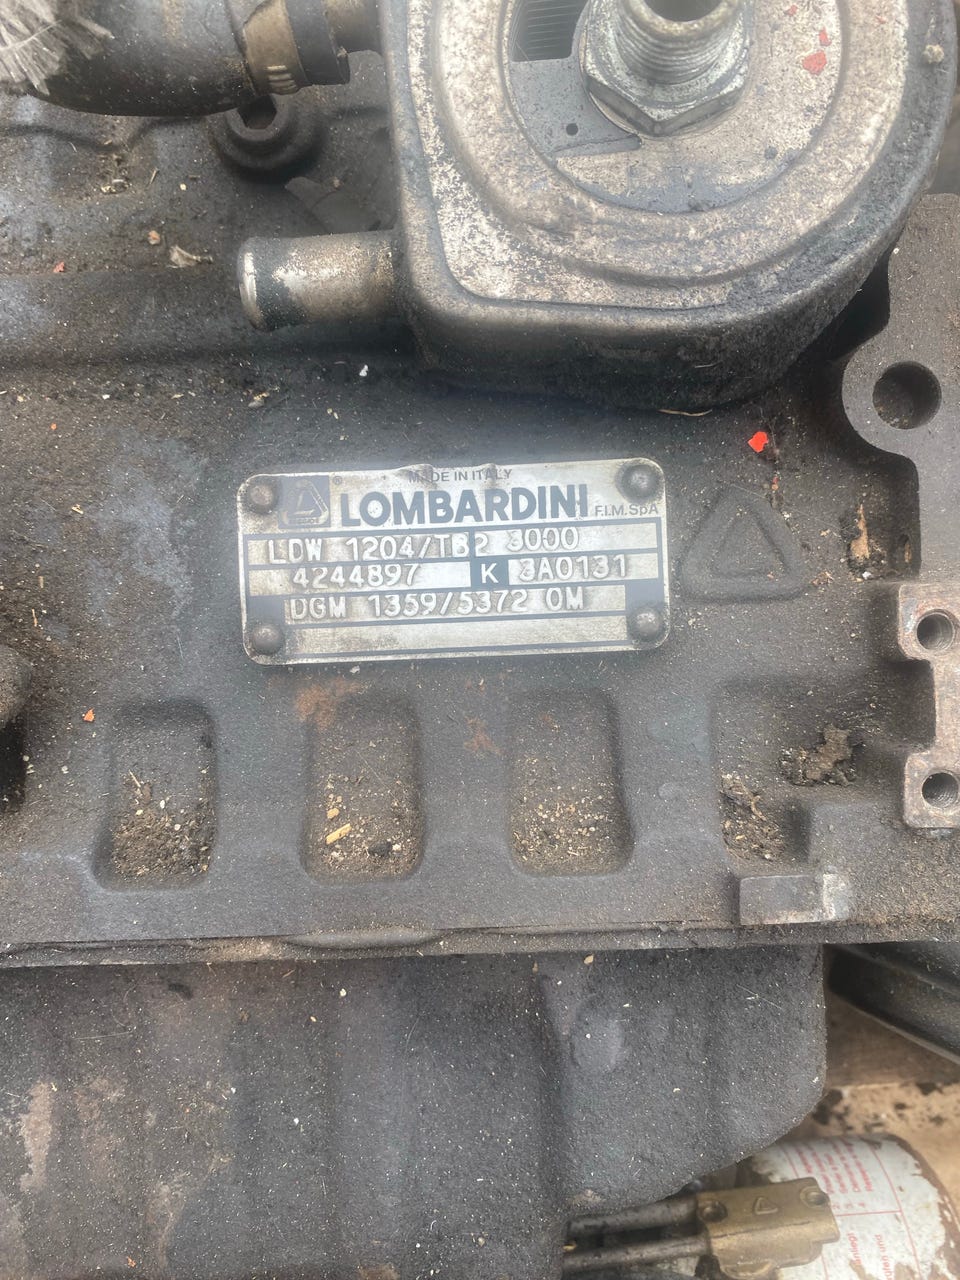 MADE IN ITALY
® LOMBARDINI F.I.M. SpA
LDW 1204/TB2 3000
4244897 K 3A0131
DGM 1359/5372 OM